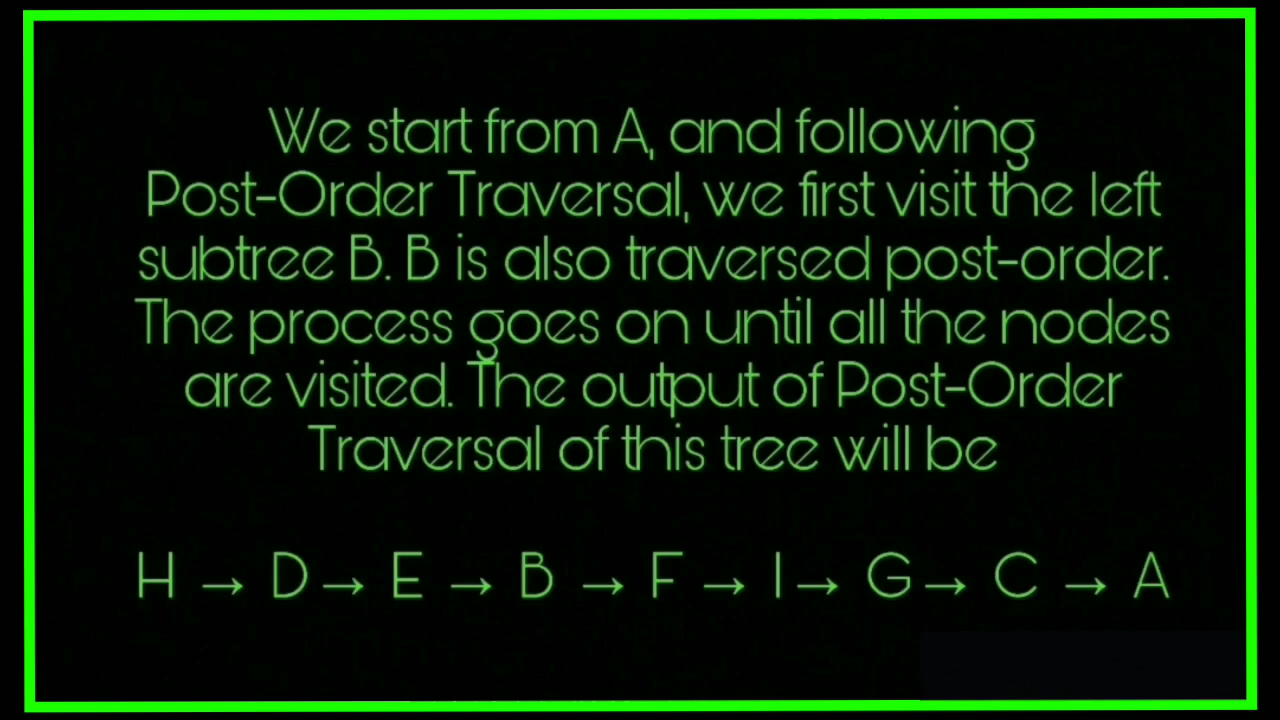 We start from A, and following
Post-Order Traversal, we first visit the left
subtree B. B is also traversed post-order.
The process goes on until all the nodes
are visited. The output of Post-Order
Traversal of this tree will be
H → D → E → B → F → I → G → C → A